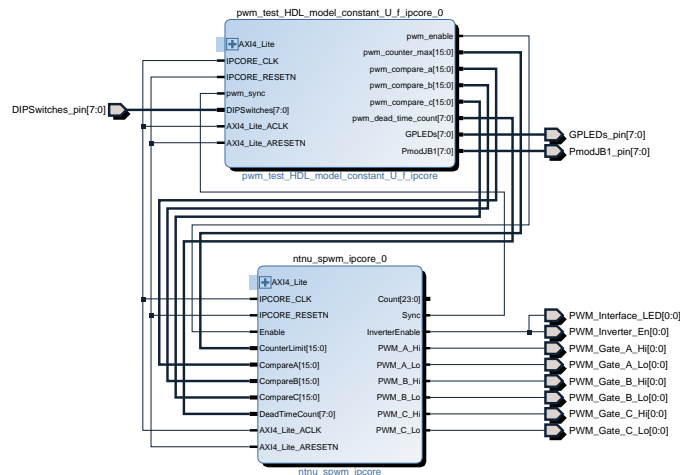 pwm_test_HDL_model_constant_U_f_ipcore_0
AXI4_Lite
IPCORE_CLK
IPCORE_RESETN
pwm_sync
DIPSwitches[7:0]
AXI4_Lite_ACLK
AXI4_Lite_ARESETN
pwm_enable
pwm_counter_max[15:0]
pwm_compare_a[15:0]
pwm_compare_b[15:0]
pwm_compare_c[15:0]
pwm_dead_time_count[7:0]
GPLEDs[7:0]
PmodJB1[7:0]
pwm_test_HDL_model_constant_U_f_ipcore
DIPSwitches_pin[7:0]
GPLEDs_pin[7:0]
PmodJB1_pin[7:0]
ntnu_spwm_ipcore_0
AXI4_Lite
IPCORE_CLK
IPCORE_RESETN
Enable
CounterLimit[15:0]
CompareA[15:0]
CompareB[15:0]
CompareC[15:0]
DeadTimeCount[7:0]
AXI4_Lite_ACLK
AXI4_Lite_ARESETN
Count[23:0]
Sync
InverterEnable
PWM_A_Hi
PWM_A_Lo
PWM_B_Hi
PWM_B_Lo
PWM_C_Hi
PWM_C_Lo
ntnu_spwm_ipcore
PWM_Interface_LED[0:0]
PWM_Inverter_En[0:0]
PWM_Gate_A_Hi[0:0]
PWM_Gate_A_Lo[0:0]
PWM_Gate_B_Hi[0:0]
PWM_Gate_B_Lo[0:0]
PWM_Gate_C_Hi[0:0]
PWM_Gate_C_Lo[0:0]